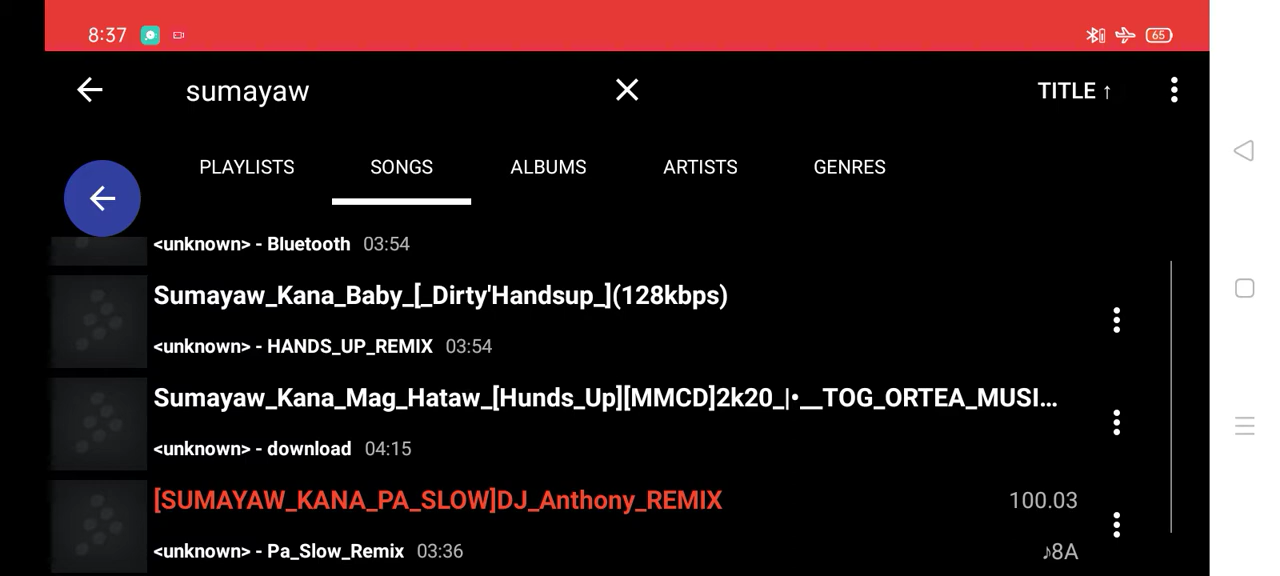 8:37
65
sumayaw
TITLE ↑
PLAYLISTS SONGS ALBUMS ARTISTS GENRES
<unknown> - Bluetooth 03:54
Sumayaw_Kana_Baby_[_Dirty'Handsup_](128kbps)
<unknown> - HANDS_UP_REMIX 03:54
Sumayaw_Kana_Mag_Hataw_[Hunds_Up][MMCD]2k20_|•__TOG_ORTEA_MUSI...
<unknown> - download 04:15
[SUMAYAW_KANA_PA_SLOW]DJ_Anthony_REMIX 100.03
<unknown> - Pa_Slow_Remix 03:36 ♪8A